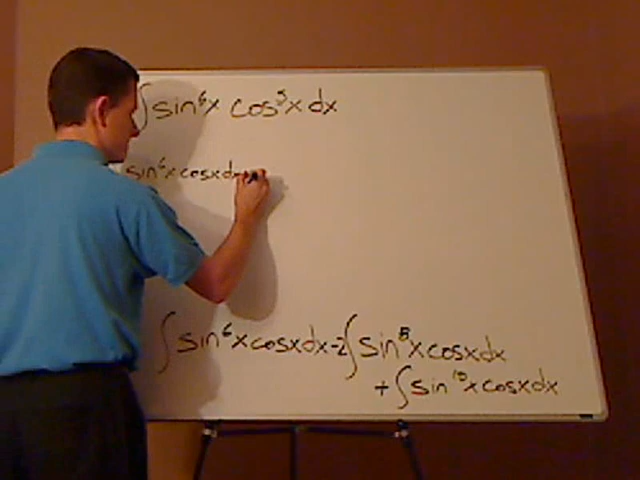 ∫sin⁶x cos⁵x dx
sin⁶x cosx dx
∫sin⁶x cosx dx -2∫sin⁸x cosx dx
+ ∫sin¹⁰x cosx dx